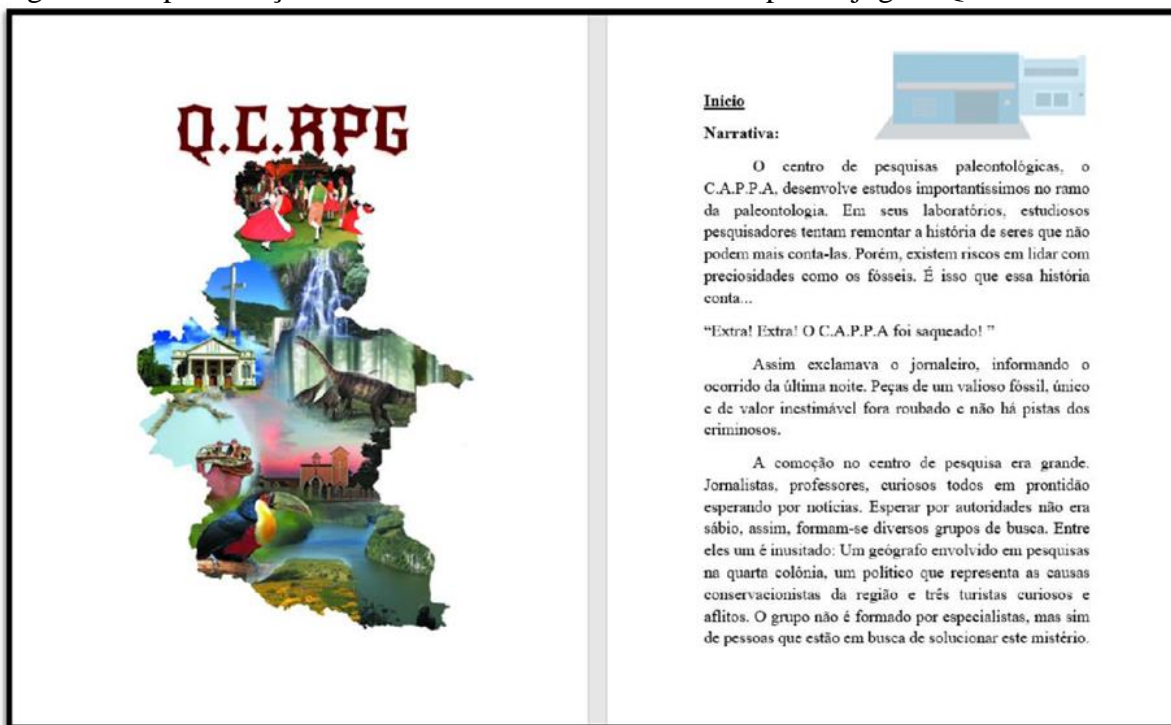 Q.C.RPG
Início
Narrativa:
O centro de pesquisas paleontológicas, o
C.A.P.P.A, desenvolve estudos importantíssimos no ramo
da paleontologia. Em seus laboratórios, estudiosos
pesquisadores tentam remontar a história de seres que não
podem mais conta-las. Porém, existem riscos em lidar com
preciosidades como os fósseis. É isso que essa história
conta...
“Extra! Extra! O C.A.P.P.A foi saqueado! ”
Assim exclamava o jornaleiro, informando o
ocorrido da última noite. Peças de um valioso fóssil, único
e de valor inestimável fora roubado e não há pistas dos
criminosos.
A comoção no centro de pesquisa era grande.
Jornalistas, professores, curiosos todos em prontidão
esperando por notícias. Esperar por autoridades não era
sábio, assim, formam-se diversos grupos de busca. Entre
eles um é inusitado: Um geógrafo envolvido em pesquisas
na quarta colônia, um político que representa as causas
conservacionistas da região e três turistas curiosos e
aflitos. O grupo não é formado por especialistas, mas sim
de pessoas que estão em busca de solucionar este mistério.